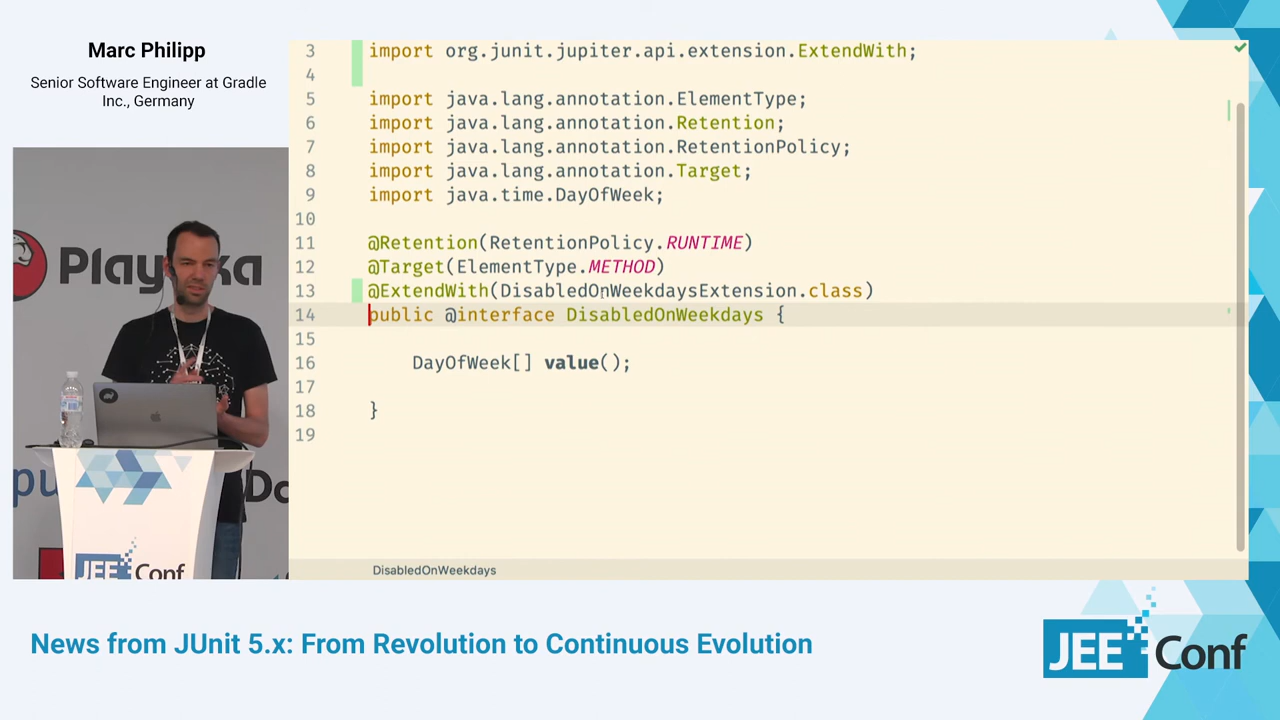 Marc Philipp
Senior Software Engineer at Gradle
Inc., Germany
3 import org.junit.jupiter.api.extension.ExtendWith;
4
5 import java.lang.annotation.ElementType;
6 import java.lang.annotation.Retention;
7 import java.lang.annotation.RetentionPolicy;
8 import java.lang.annotation.Target;
9 import java.time.DayOfWeek;
10
11 @Retention(RetentionPolicy.RUNTIME)
12 @Target(ElementType.METHOD)
13 @ExtendWith(DisabledOnWeekdaysExtension.class)
14 public @interface DisabledOnWeekdays {
15
16 DayOfWeek[] value();
17
18 }
19
DisabledOnWeekdays
JEE Conf
News from JUnit 5.x: From Revolution to Continuous Evolution
JEE Conf